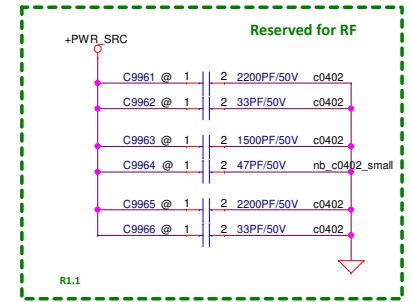 Reserved for RF
+PWR_SRC
C9961 @ 1 2 2200PF/50V c0402
C9962 @ 1 2 33PF/50V c0402
C9963 @ 1 2 1500PF/50V c0402
C9964 @ 1 2 47PF/50V nb_c0402_small
C9965 @ 1 2 2200PF/50V c0402
C9966 @ 1 2 33PF/50V c0402
R1.1